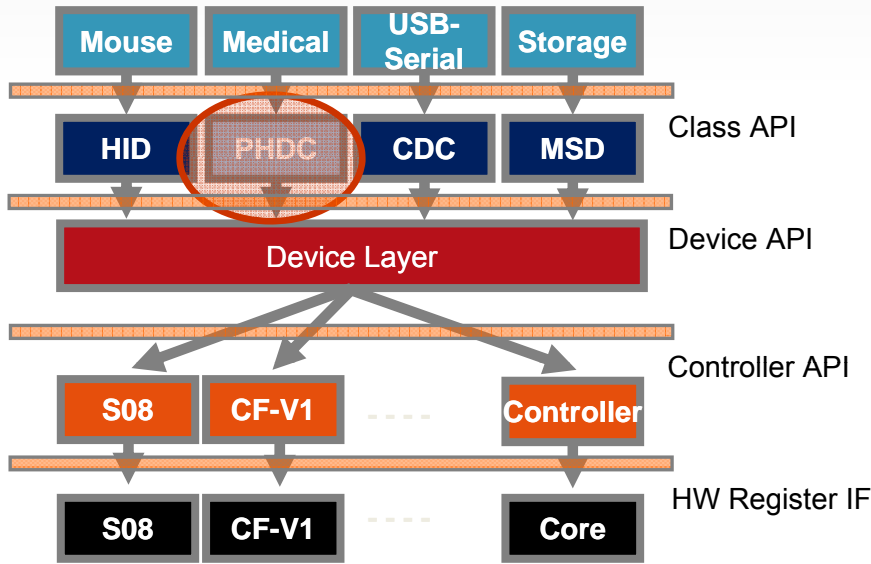 Mouse
Medical
USB-
Serial
Storage
Class API
HID
PHDC
CDC
MSD
Device API
Device Layer
Controller API
S08
CF-V1
Controller
HW Register IF
S08
CF-V1
Core